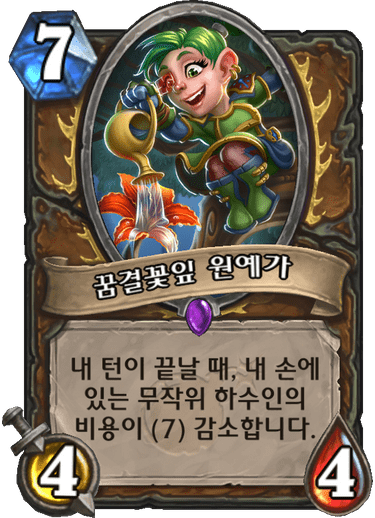 7
꿈결꽃잎 원예가
내 턴이 끝날 때, 내 손에
있는 무작위 하수인의
비용이 (7) 감소합니다.
4
4